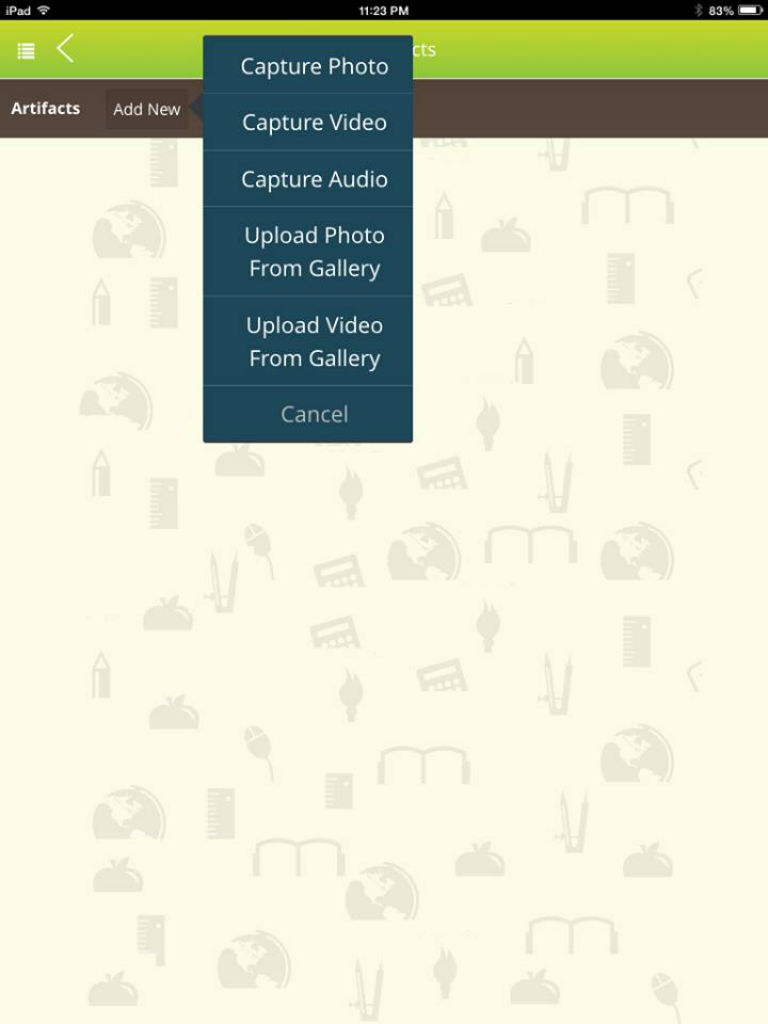 iPad 11:23 PM 83%
cts
Artifacts Add New
Capture Photo
Capture Video
Capture Audio
Upload Photo
From Gallery
Upload Video
From Gallery
Cancel